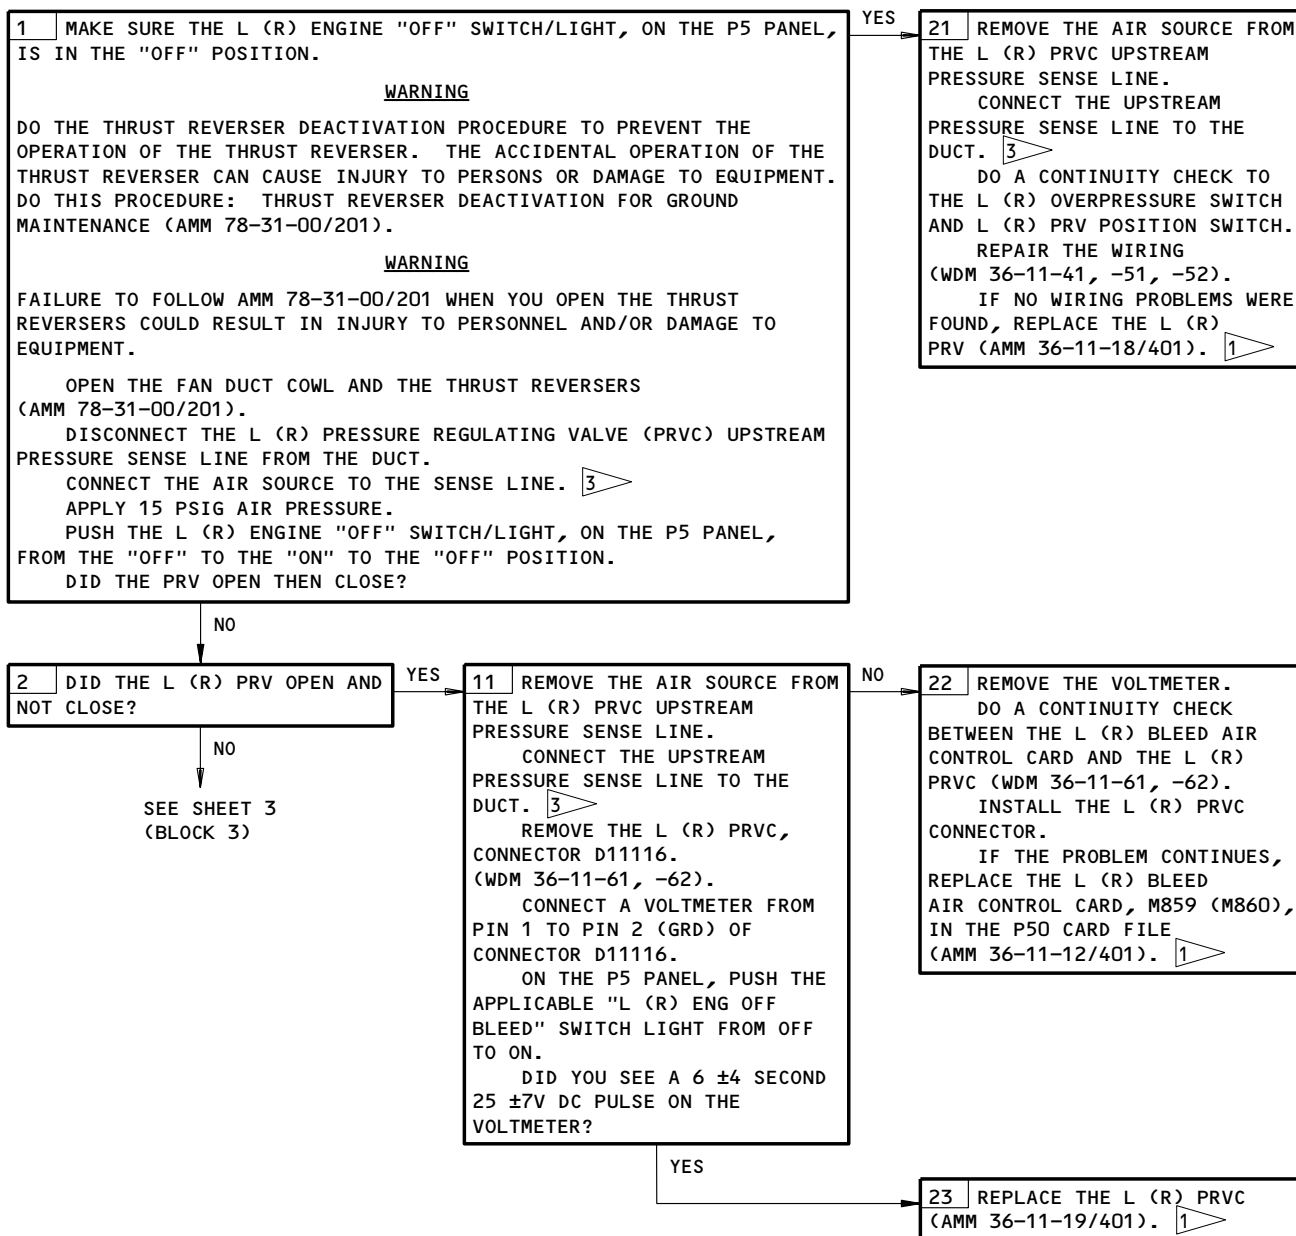 1 MAKE SURE THE L (R) ENGINE "OFF" SWITCH/LIGHT, ON THE P5 PANEL,
IS IN THE "OFF" POSITION.
WARNING
DO THE THRUST REVERSER DEACTIVATION PROCEDURE TO PREVENT THE
OPERATION OF THE THRUST REVERSER. THE ACCIDENTAL OPERATION OF THE
THRUST REVERSER CAN CAUSE INJURY TO PERSONS OR DAMAGE TO EQUIPMENT.
DO THIS PROCEDURE: THRUST REVERSER DEACTIVATION FOR GROUND
MAINTENANCE (AMM 78-31-00/201).
WARNING
FAILURE TO FOLLOW AMM 78-31-00/201 WHEN YOU OPEN THE THRUST
REVERSERS COULD RESULT IN INJURY TO PERSONNEL AND/OR DAMAGE TO
EQUIPMENT.
OPEN THE FAN DUCT COWL AND THE THRUST REVERSERS
(AMM 78-31-00/201).
DISCONNECT THE L (R) PRESSURE REGULATING VALVE (PRVC) UPSTREAM
PRESSURE SENSE LINE FROM THE DUCT.
CONNECT THE AIR SOURCE TO THE SENSE LINE. 3
APPLY 15 PSIG AIR PRESSURE.
PUSH THE L (R) ENGINE "OFF" SWITCH/LIGHT, ON THE P5 PANEL,
FROM THE "OFF" TO THE "ON" TO THE "OFF" POSITION.
DID THE PRV OPEN THEN CLOSE?
YES
21 REMOVE THE AIR SOURCE FROM
THE L (R) PRVC UPSTREAM
PRESSURE SENSE LINE.
CONNECT THE UPSTREAM
PRESSURE SENSE LINE TO THE
DUCT. 3
DO A CONTINUITY CHECK TO
THE L (R) OVERPRESSURE SWITCH
AND L (R) PRV POSITION SWITCH.
REPAIR THE WIRING
(WDM 36-11-41, -51, -52).
IF NO WIRING PROBLEMS WERE
FOUND, REPLACE THE L (R)
PRV (AMM 36-11-18/401). 1
NO
2 DID THE L (R) PRV OPEN AND
NOT CLOSE?
NO
SEE SHEET 3
(BLOCK 3)
YES
11 REMOVE THE AIR SOURCE FROM
THE L (R) PRVC UPSTREAM
PRESSURE SENSE LINE.
CONNECT THE UPSTREAM
PRESSURE SENSE LINE TO THE
DUCT. 3
REMOVE THE L (R) PRVC,
CONNECTOR D11116.
(WDM 36-11-61, -62).
CONNECT A VOLTMETER FROM
PIN 1 TO PIN 2 (GRD) OF
CONNECTOR D11116.
ON THE P5 PANEL, PUSH THE
APPLICABLE "L (R) ENG OFF
BLEED" SWITCH LIGHT FROM OFF
TO ON.
DID YOU SEE A 6 ±4 SECOND
25 ±7V DC PULSE ON THE
VOLTMETER?
NO
22 REMOVE THE VOLTMETER.
DO A CONTINUITY CHECK
BETWEEN THE L (R) BLEED AIR
CONTROL CARD AND THE L (R)
PRVC (WDM 36-11-61, -62).
INSTALL THE L (R) PRVC
CONNECTOR.
IF THE PROBLEM CONTINUES,
REPLACE THE L (R) BLEED
AIR CONTROL CARD, M859 (M860),
IN THE P50 CARD FILE
(AMM 36-11-12/401). 1
YES
23 REPLACE THE L (R) PRVC
(AMM 36-11-19/401). 1